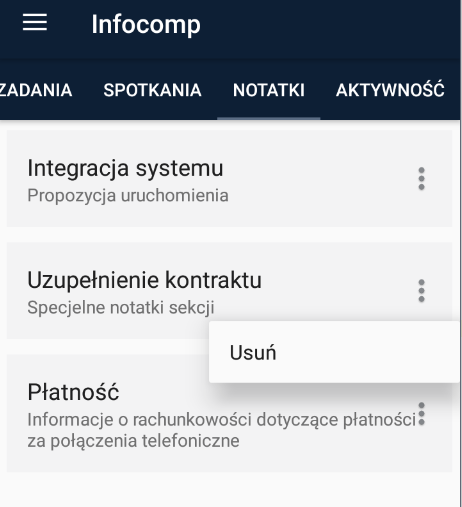 Infocomp
ZADANIA SPOTKANIA NOTATKI AKTYWNOŚĆ
Integracja systemu
Propozycja uruchomienia
Uzupełnienie kontraktu
Specjelne notatki sekcji
Usuń
Płatność
Informacje o rachunkowości dotyczące płatności
za połączenia telefoniczne